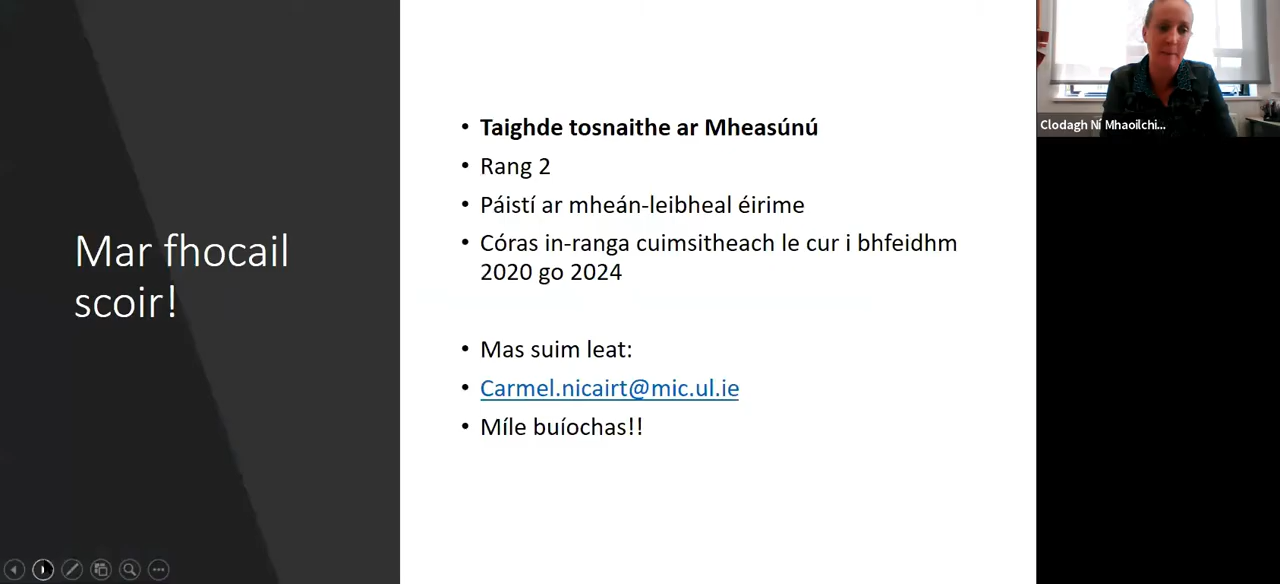 Mar fhocail
scoir!
Taighde tosnaithe ar Mheasúnú
Rang 2
Páistí ar mheán-leibheal éirime
Córas in-ranga cuimsitheach le cur i bhfeidhm
2020 go 2024
Mas suim leat:
Carmel.nicairt@mic.ul.ie
Míle buíochas!!
Clodagh Ní Mhaoilchi...